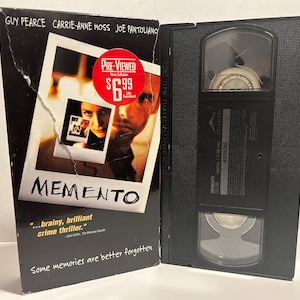 GUY PEARCE CARRIE-ANNE MOSS JOE PANTOLIANO
PRE-VIEWED
$6.99
MEMENTO
"...brainy, brilliant
crime thriller."
Some memories are better forgotten